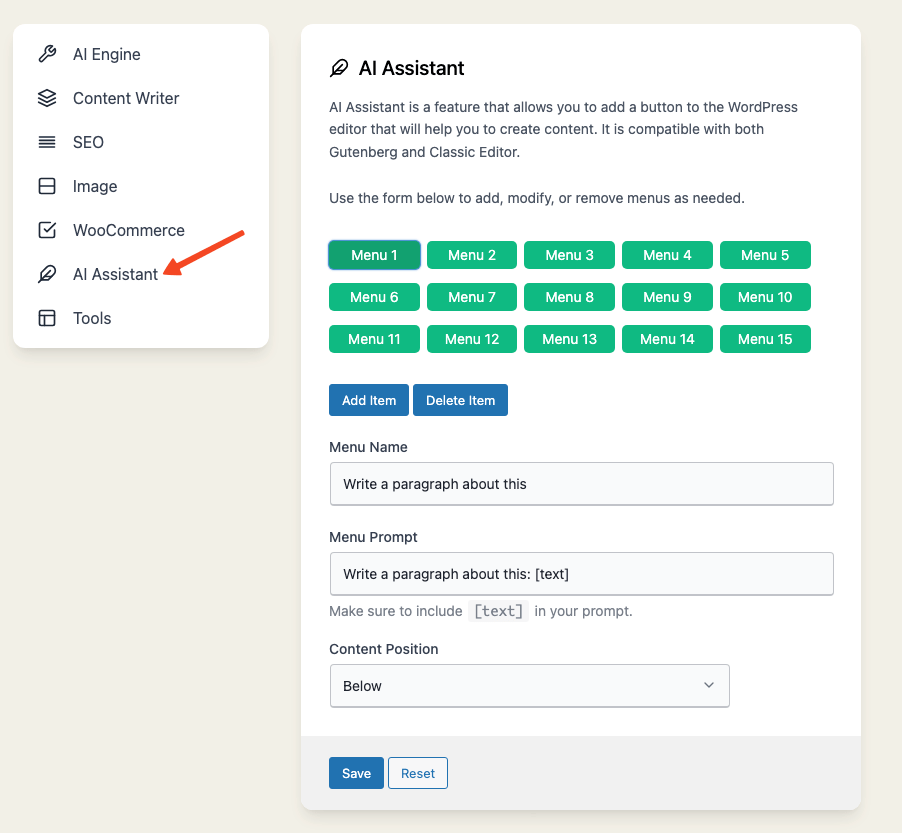 AI Engine
Content Writer
SEO
Image
WooCommerce
AI Assistant
Tools
AI Assistant
AI Assistant is a feature that allows you to add a button to the WordPress
editor that will help you to create content. It is compatible with both
Gutenberg and Classic Editor.
Use the form below to add, modify, or remove menus as needed.
Menu 1 Menu 2 Menu 3 Menu 4 Menu 5
Menu 6 Menu 7 Menu 8 Menu 9 Menu 10
Menu 11 Menu 12 Menu 13 Menu 14 Menu 15
Add Item Delete Item
Menu Name
Write a paragraph about this
Menu Prompt
Write a paragraph about this: [text]
Make sure to include [text] in your prompt.
Content Position
Below
Save Reset